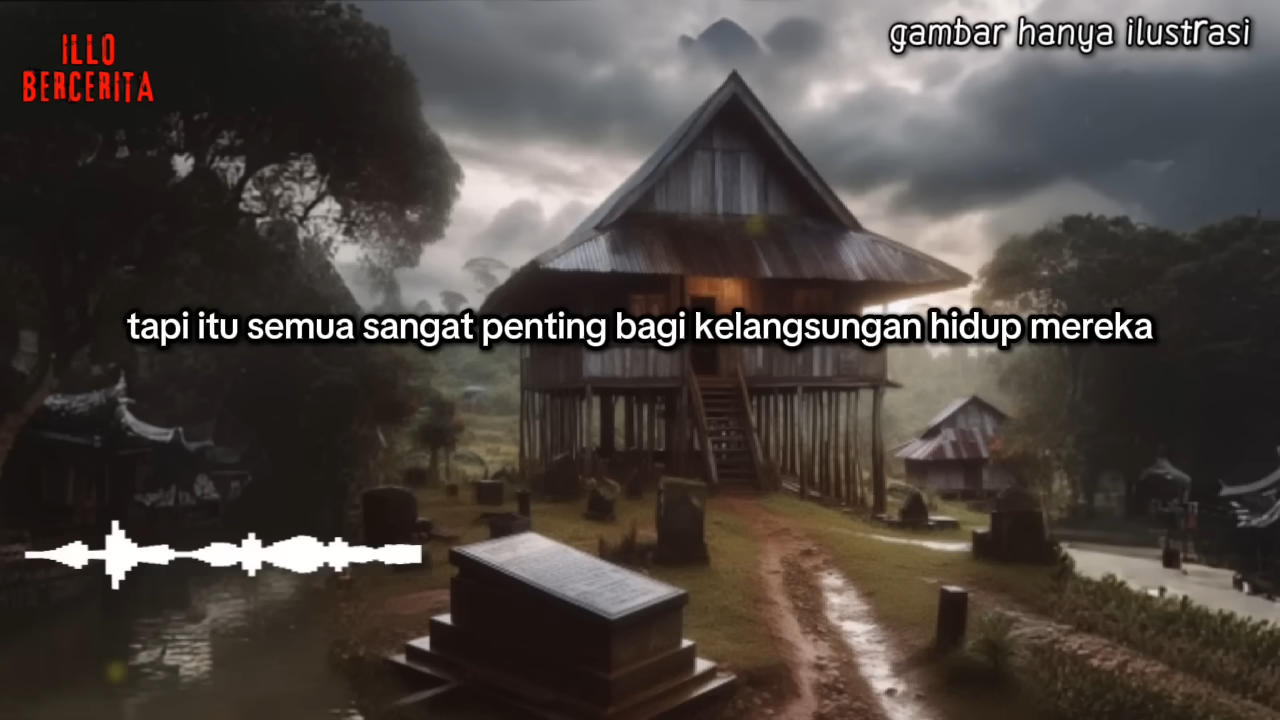 ILLO
BERCERITA
gambar hanya ilustrasi
tapi itu semua sangat penting bagi kelangsungan hidup mereka